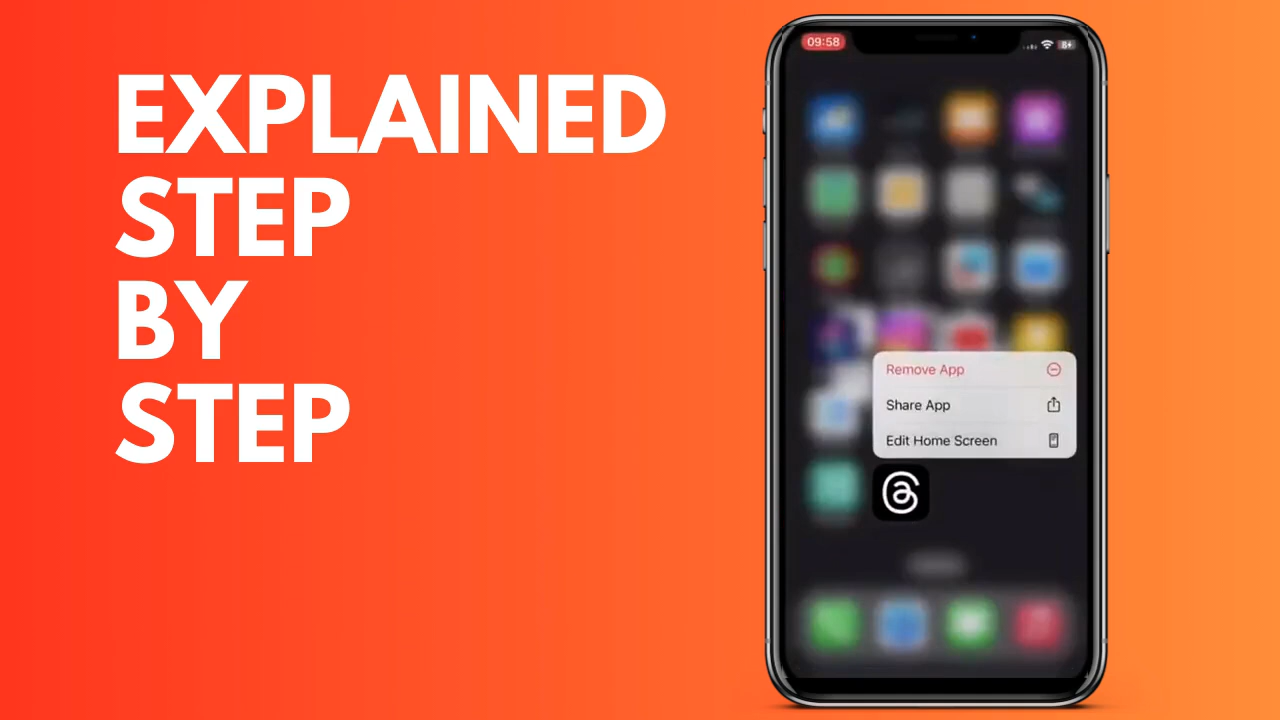 EXPLAINED
STEP
BY
STEP
09:58
Remove App
Share App
Edit Home Screen